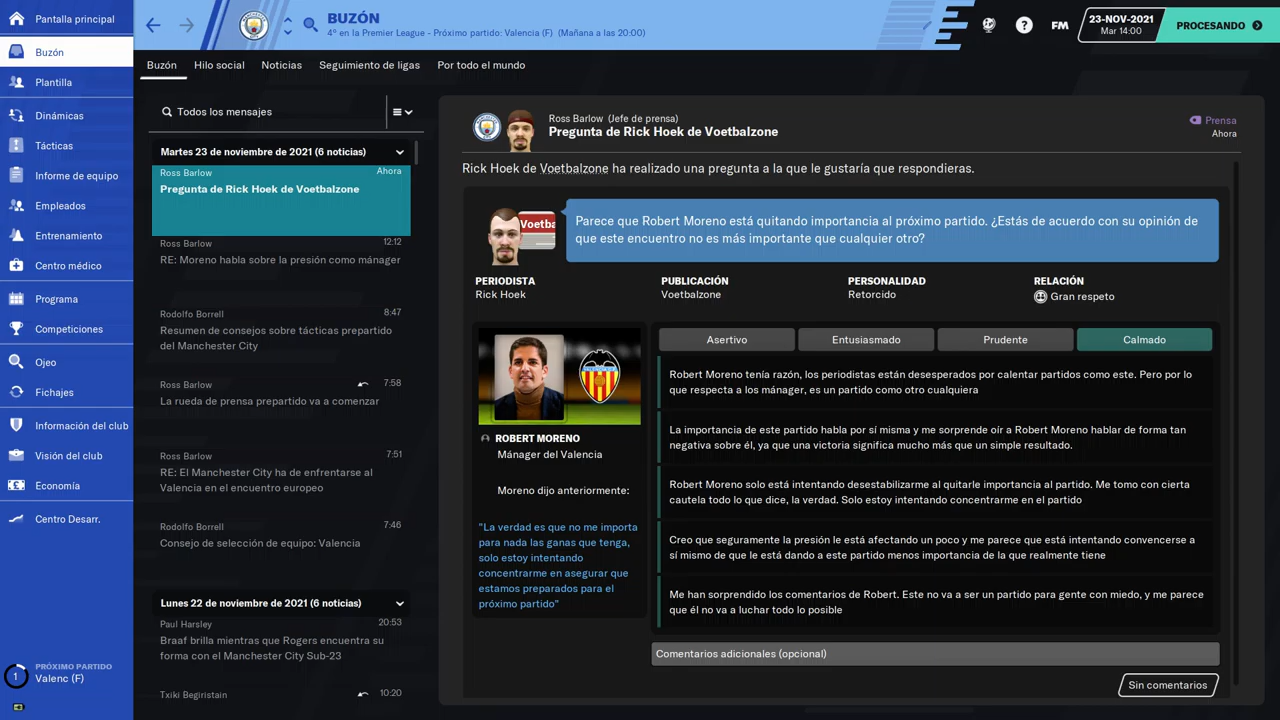 Pantalla principal
BUZÓN
4º en la Premier League - Próximo partido: Valencia (F) (Mañana a las 20:00)
FM
23-NOV-2021
Mar 14:00
PROCESANDO
Buzón
Plantilla
Dinámicas
Tácticas
Informe de equipo
Empleados
Entrenamiento
Centro médico
Programa
Competiciones
Ojeo
Fichajes
Información del club
Visión del club
Economía
Centro Desarr.
1
PRÓXIMO PARTIDO
Valenc (F)
Buzón Hilo social Noticias Seguimiento de ligas Por todo el mundo
Todos los mensajes
Martes 23 de noviembre de 2021 (6 noticias)
Ross Barlow Ahora
Pregunta de Rick Hoek de Voetbalzone
Ross Barlow 12:12
RE: Moreno habla sobre la presión como mánager
Rodolfo Borrell 8:47
Resumen de consejos sobre tácticas prepartido
del Manchester City
Ross Barlow 7:58
La rueda de prensa prepartido va a comenzar
Ross Barlow 7:51
RE: El Manchester City ha de enfrentarse al
Valencia en el encuentro europeo
Rodolfo Borrell 7:46
Consejo de selección de equipo: Valencia
Lunes 22 de noviembre de 2021 (6 noticias)
Paul Harsley 20:53
Braaf brilla mientras que Rogers encuentra su
forma con el Manchester City Sub-23
Txiki Begiristain 10:20
Ross Barlow (Jefe de prensa)
Pregunta de Rick Hoek de Voetbalzone
Prensa
Ahora
Rick Hoek de Voetbalzone ha realizado una pregunta a la que le gustaría que respondieras.
Voetba
Parece que Robert Moreno está quitando importancia al próximo partido. ¿Estás de acuerdo con su opinión de
que este encuentro no es más importante que cualquier otro?
PERIODISTA PUBLICACIÓN PERSONALIDAD RELACIÓN
Rick Hoek Voetbalzone Retorcido Gran respeto
ROBERT MORENO
Mánager del Valencia
Moreno dijo anteriormente:
"La verdad es que no me importa
para nada las ganas que tenga,
solo estoy intentando
concentrarme en asegurar que
estamos preparados para el
próximo partido"
Asertivo Entusiasmado Prudente Calmado
Robert Moreno tenía razón, los periodistas están desesperados por calentar partidos como este. Pero por lo
que respecta a los mánager, es un partido como otro cualquiera
La importancia de este partido habla por sí misma y me sorprende oír a Robert Moreno hablar de forma tan
negativa sobre él, ya que una victoria significa mucho más que un simple resultado.
Robert Moreno solo está intentando desestabilizarme al quitarle importancia al partido. Me tomo con cierta
cautela todo lo que dice, la verdad. Solo estoy intentando concentrarme en el partido
Creo que seguramente la presión le está afectando un poco y me parece que está intentando convencerse a
sí mismo de que le está dando a este partido menos importancia de la que realmente tiene
Me han sorprendido los comentarios de Robert. Este no va a ser un partido para gente con miedo, y me parece
que él no va a luchar todo lo posible
Comentarios adicionales (opcional)
Sin comentarios